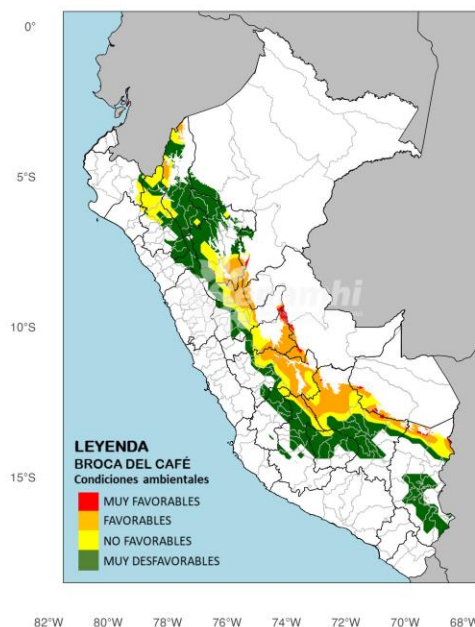 0°
5°S
10°S
15°S
senamhi
LEYENDA
BROCA DEL CAFÉ
Condiciones ambientales
MUY FAVORABLES
FAVORABLES
NO FAVORABLES
MUY DESFAVORABLES
82°W 80°W 78°W 76°W 74°W 72°W 70°W 68°W